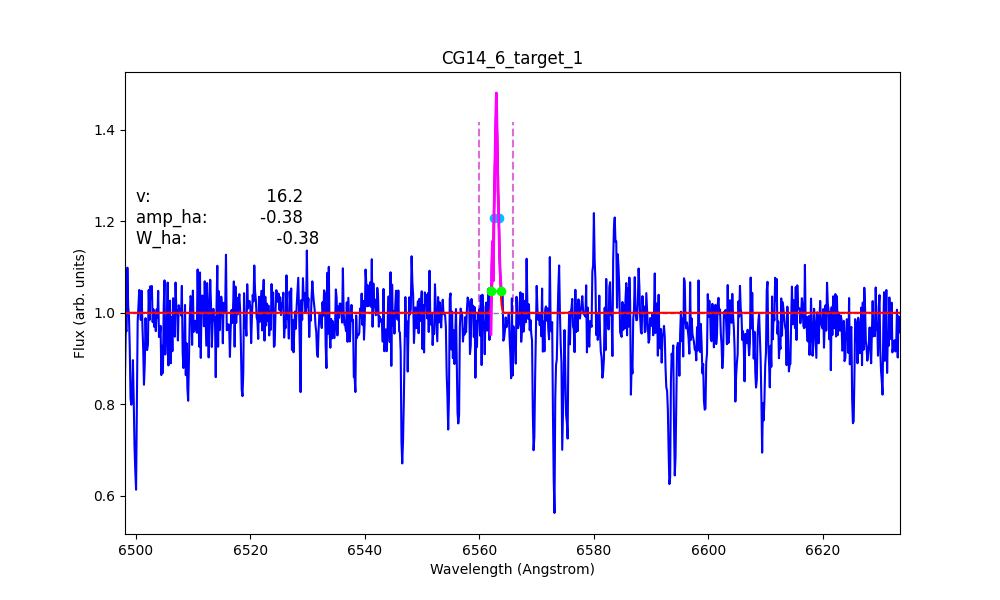 CG14_6_target_1
1.4
1.2
1.0
0.8
0.6
v: 16.2
amp_ha: -0.38
W_ha: -0.38
Flux (arb. units)
6500 6520 6540 6560 6580 6600 6620
Wavelength (Angstrom)